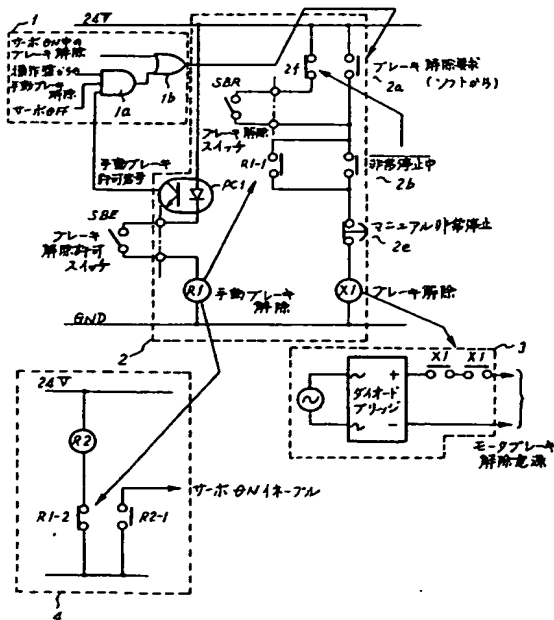 1
24V
サーボON中の
ブレーキ解除
操作盤からの
手動ブレーキ
解除
サーボOFF
1a
1b
2f
ブレーキ解除要求
(ソフトから)
2a
SBR
ブレーキ解除
スイッチ
R1-1
非常停止中
2b
手動ブレーキ
許可信号
PC1
SBE
ブレーキ
解除許可
スイッチ
マニュアル非常停止
2e
R1
手動ブレーキ
解除
X1
ブレーキ解除
GND
2
3
X1
X1
ダイオード
ブリッジ
+
-
モータブレーキ
解除電源
24V
R2
R1-2
R2-1
サーボONイネーブル
4